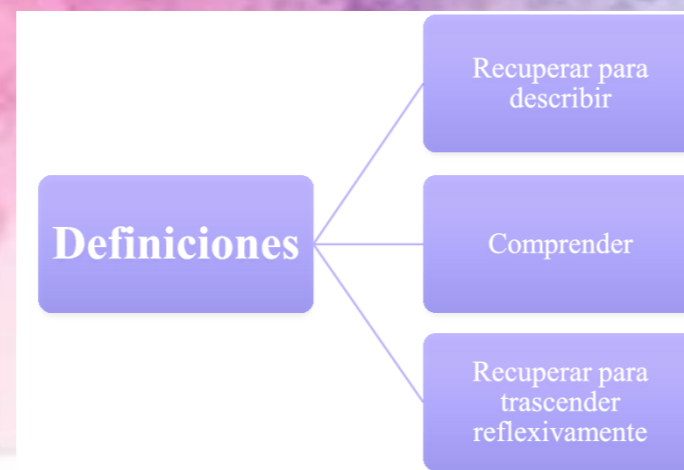 Definiciones
Recuperar para
describir
Comprender
Recuperar para
trascender
reflexivamente